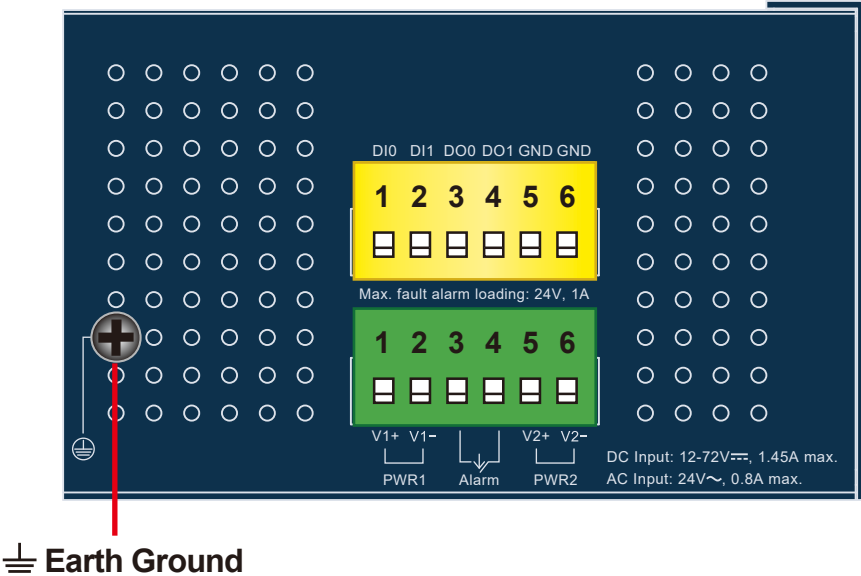 DI0 DI1 DO0 DO1 GND GND
1 2 3 4 5 6
Max. fault alarm loading: 24V, 1A
1 2 3 4 5 6
V1+ V1- V2+ V2-
PWR1 Alarm PWR2
DC Input: 12-72V⎓, 1.45A max.
AC Input: 24V～, 0.8A max.
Earth Ground